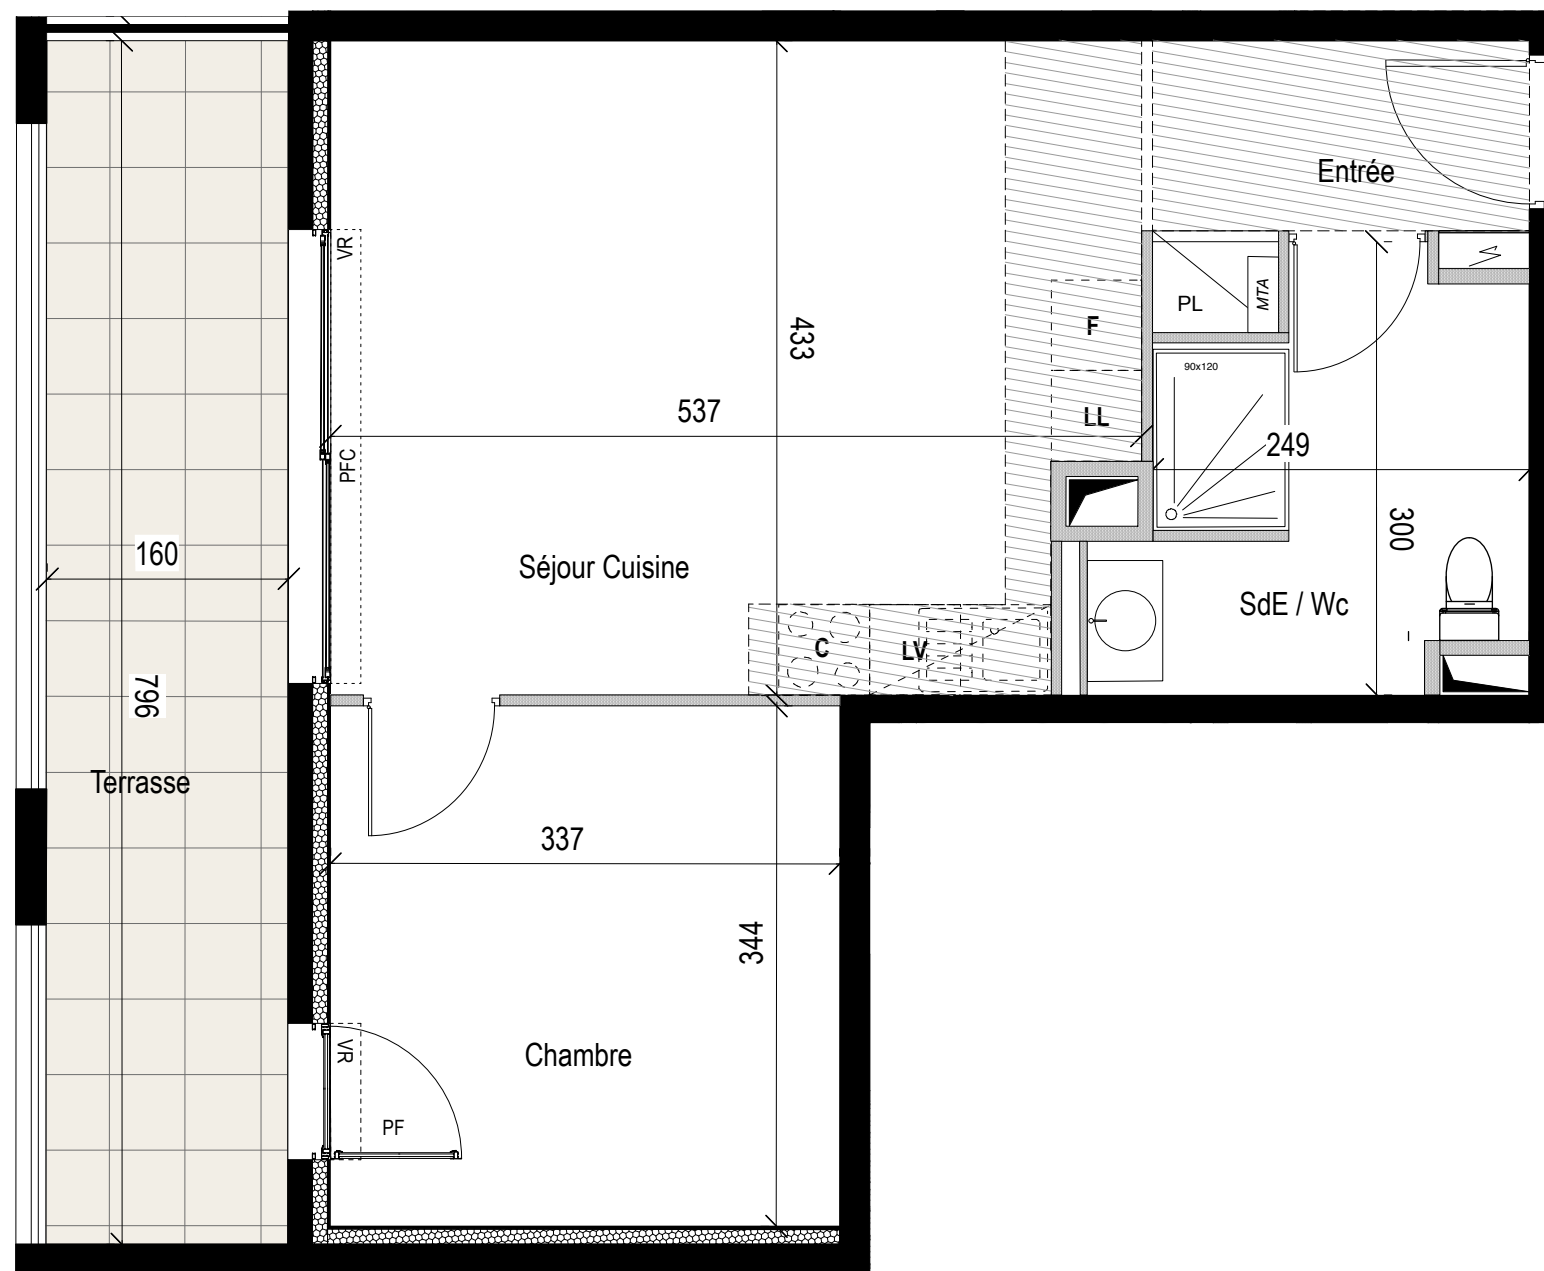 Entrée
VR
PL
MTA
F
433
90x120
LL
537
249
PFC
300
160
Séjour Cuisine
SdE / Wc
C
LV
796
Terrasse
337
344
VR
Chambre
PF